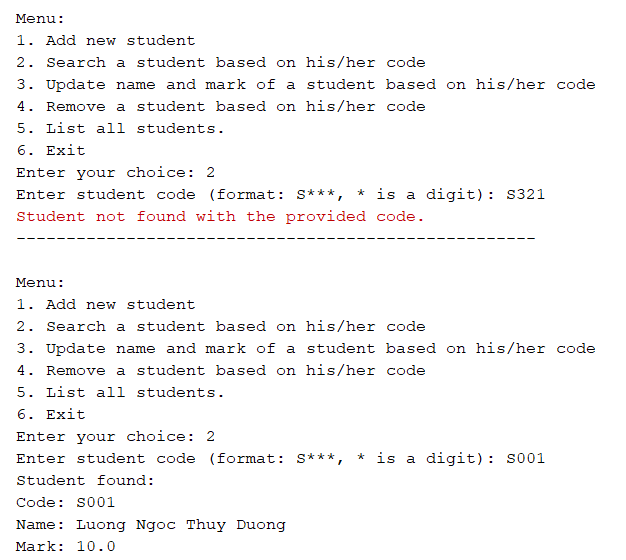 Menu:
1. Add new student
2. Search a student based on his/her code
3. Update name and mark of a student based on his/her code
4. Remove a student based on his/her code
5. List all students.
6. Exit
Enter your choice: 2
Enter student code (format: S***, * is a digit): S321
Student not found with the provided code.
----------------------------------------------------
Menu:
1. Add new student
2. Search a student based on his/her code
3. Update name and mark of a student based on his/her code
4. Remove a student based on his/her code
5. List all students.
6. Exit
Enter your choice: 2
Enter student code (format: S***, * is a digit): S001
Student found:
Code: S001
Name: Luong Ngoc Thuy Duong
Mark: 10.0